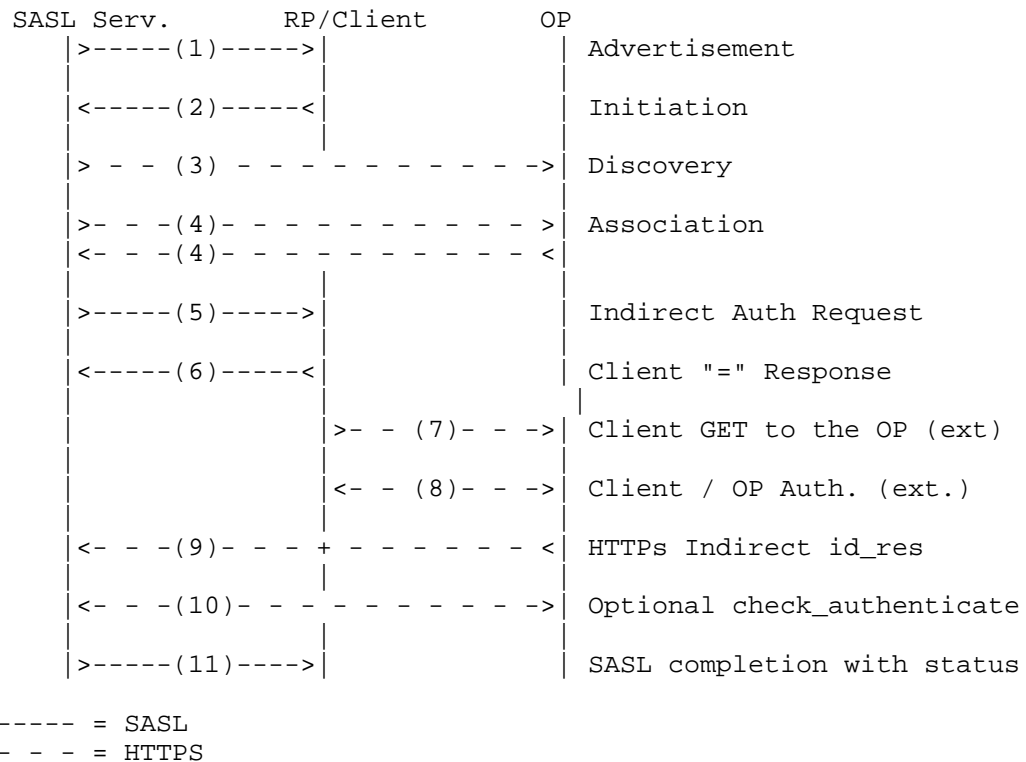 SASL Serv.       RP/Client       OP
|>-----(1)----->|               | Advertisement
|               |               |
|<-----(2)-----<|               | Initiation
|               |               |
|> - - (3) - - - - - - - - - ->| Discovery
|                               |
|>- - -(4)- - - - - - - - - - >| Association
|<- - -(4)- - - - - - - - - - <|
|               |               |
|>-----(5)----->|               | Indirect Auth Request
|               |               |
|<-----(6)-----<|               | Client "=" Response
|               |                |
|               |>- - (7)- - ->| Client GET to the OP (ext)
|               |               |
|               |<- - (8)- - ->| Client / OP Auth. (ext.)
|               |               |
|<- - -(9)- - - + - - - - - - <| HTTPs Indirect id_res
|               |               |
|<- - -(10)- - - - - - - - - ->| Optional check_authenticate
|               |               |
|>-----(11)---->|               | SASL completion with status
----- = SASL
- - - = HTTPS